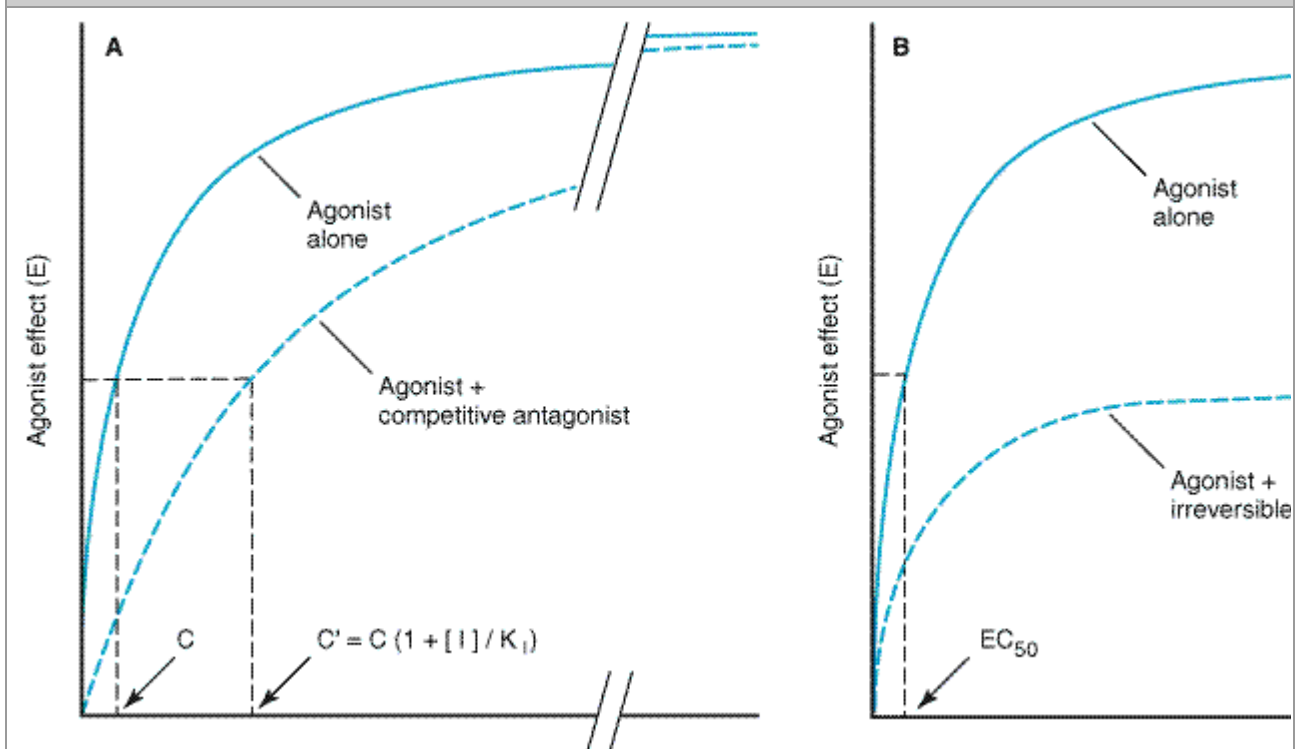 A
Agonist effect (E)
Agonist
alone
Agonist +
competitive antagonist
C
C' = C (1 + [ I ] / K I)
B
Agonist effect (E)
Agonist
alone
Agonist +
irreversible
EC50